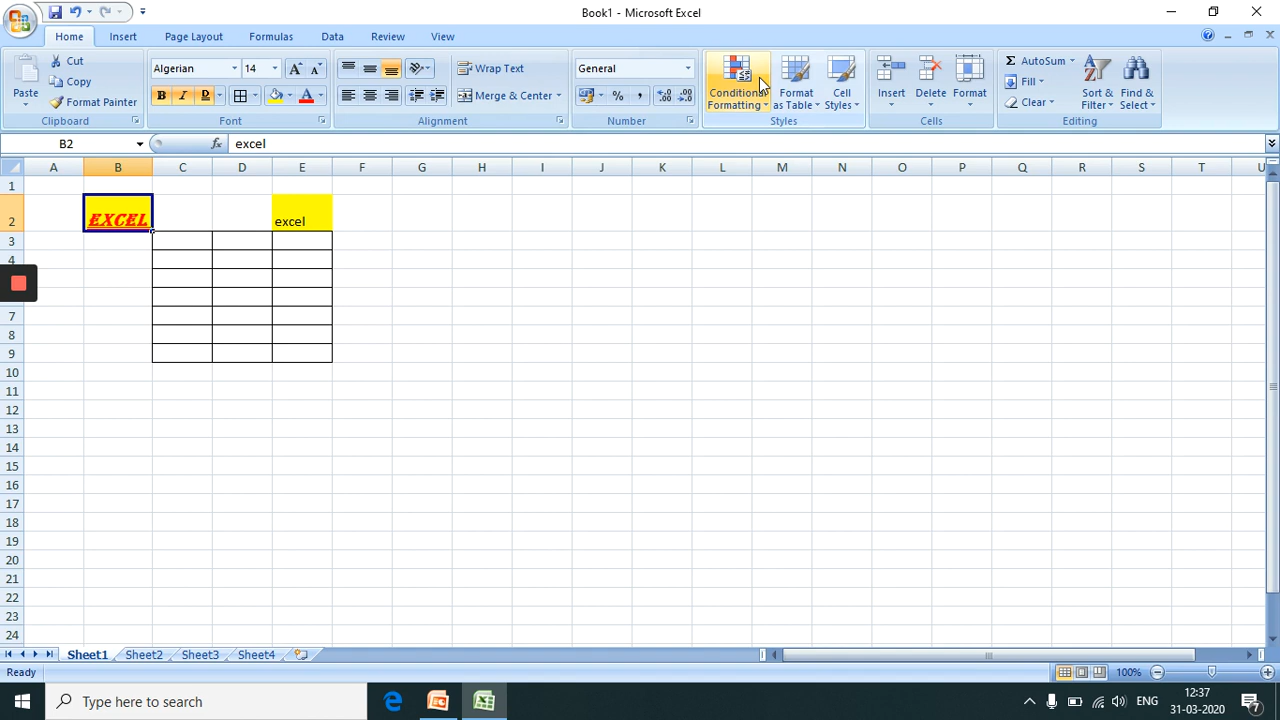 Book1 - Microsoft Excel
Home Insert Page Layout Formulas Data Review View
Paste
Cut
Copy
Format Painter
Clipboard
Algerian 14
B I D
Font
Wrap Text
Merge & Center
Alignment
General
% ,
Number
Conditional Formatting
Format as Table
Cell Styles
Styles
Insert
Delete
Format
Cells
Σ AutoSum
Fill
Clear
Sort & Filter
Find & Select
Editing
B2 fx excel
A B C D E F G H I J K L M N O P Q R S T U
1
2 EXCEL excel
3
4
7
8
9
10
11
12
13
14
15
16
17
18
19
20
21
22
23
24
Sheet1 Sheet2 Sheet3 Sheet4
Ready 100%
Type here to search
ENG
12:37
31-03-2020
7